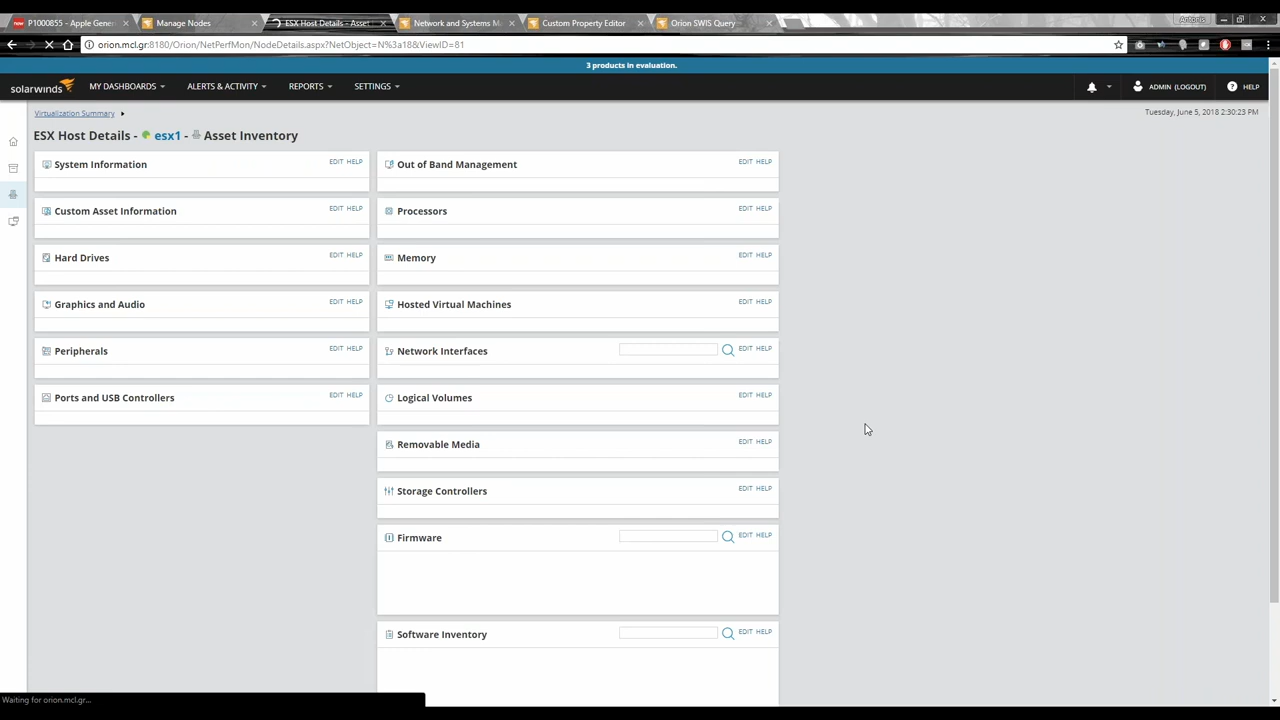 P1000855 - Apple Gener
Manage Nodes
ESX Host Details - Asset
Network and Systems M
Custom Property Editor
Orion SWIS Query
Antonis
orion.mcl.gr:8180/Orion/NetPerfMon/NodeDetails.aspx?NetObject=N%3a18&ViewID=81
3 products in evaluation.
solarwinds
MY DASHBOARDS
ALERTS & ACTIVITY
REPORTS
SETTINGS
ADMIN (LOGOUT)
HELP
Virtualization Summary
Tuesday, June 5, 2018 2:30:23 PM
ESX Host Details - esx1 - Asset Inventory
System Information EDIT HELP
Out of Band Management EDIT HELP
Custom Asset Information EDIT HELP
Processors EDIT HELP
Hard Drives EDIT HELP
Memory EDIT HELP
Graphics and Audio EDIT HELP
Hosted Virtual Machines EDIT HELP
Peripherals EDIT HELP
Network Interfaces EDIT HELP
Ports and USB Controllers EDIT HELP
Logical Volumes EDIT HELP
Removable Media EDIT HELP
Storage Controllers EDIT HELP
Firmware EDIT HELP
Software Inventory EDIT HELP
Waiting for orion.mcl.gr...